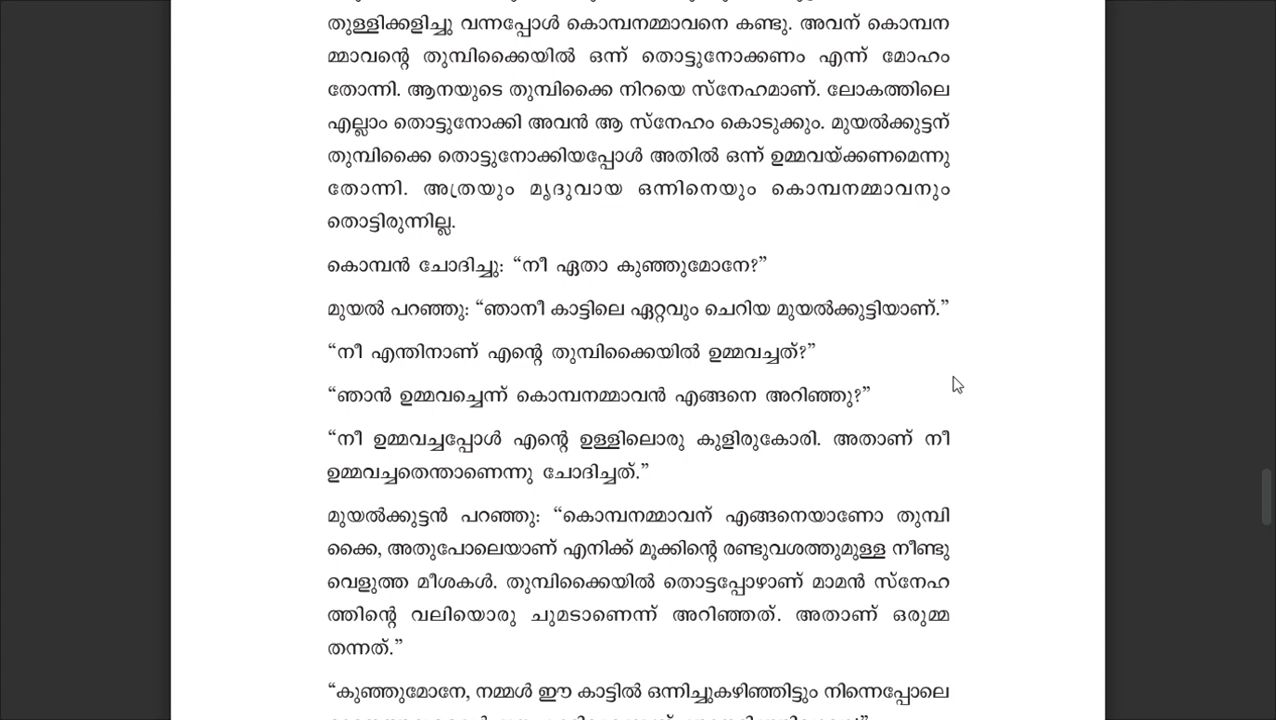 തുള്ളിക്കളിച്ചു വന്നപ്പോൾ കൊമ്പനമ്മാവനെ കണ്ടു. അവന് കൊമ്പന
മ്മാവന്റെ തുമ്പിക്കൈയിൽ ഒന്ന് തൊട്ടുനോക്കണം എന്ന് മോഹം
തോന്നി. ആനയുടെ തുമ്പിക്കൈ നിറയെ സ്നേഹമാണ്. ലോകത്തിലെ
എല്ലാം തൊട്ടുനോക്കി അവൻ ആ സ്നേഹം കൊടുക്കും. മുയൽക്കുട്ടന്
തുമ്പിക്കൈ തൊട്ടുനോക്കിയപ്പോൾ അതിൽ ഒന്ന് ഉമ്മവയ്ക്കണമെന്നു
തോന്നി. അത്രയും മൃദുവായ ഒന്നിനെയും കൊമ്പനമ്മാവനും
തൊട്ടിരുന്നില്ല.
കൊമ്പൻ ചോദിച്ചു: “നീ ഏതാ കുഞ്ഞുമോനേ?”
മുയൽ പറഞ്ഞു: “ഞാനീ കാട്ടിലെ ഏറ്റവും ചെറിയ മുയൽക്കുട്ടിയാണ്.”
“നീ എന്തിനാണ് എന്റെ തുമ്പിക്കൈയിൽ ഉമ്മവച്ചത്?”
“ഞാൻ ഉമ്മവച്ചെന്ന് കൊമ്പനമ്മാവൻ എങ്ങനെ അറിഞ്ഞു?”
“നീ ഉമ്മവച്ചപ്പോൾ എന്റെ ഉള്ളിലൊരു കുളിരുകോരി. അതാണ് നീ
ഉമ്മവച്ചതെന്താണെന്നു ചോദിച്ചത്.”
മുയൽക്കുട്ടൻ പറഞ്ഞു: “കൊമ്പനമ്മാവന് എങ്ങനെയാണോ തുമ്പി
ക്കൈ, അതുപോലെയാണ് എനിക്ക് മൂക്കിന്റെ രണ്ടുവശത്തുമുള്ള നീണ്ടു
വെളുത്ത മീശകൾ. തുമ്പിക്കൈയിൽ തൊട്ടപ്പോഴാണ് മാമൻ സ്നേഹ
ത്തിന്റെ വലിയൊരു ചുമടാണെന്ന് അറിഞ്ഞത്. അതാണ് ഒരുമ്മ
തന്നത്.”
“കുഞ്ഞുമോനേ, നമ്മൾ ഈ കാട്ടിൽ ഒന്നിച്ചുകഴിഞ്ഞിട്ടും നിന്നെപ്പോലെ